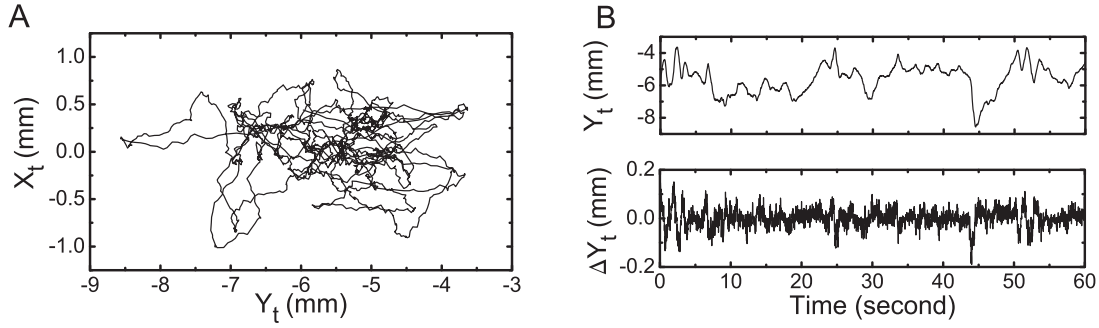 A
X_t (mm)
1.0
0.5
0.0
-0.5
-1.0
-9 -8 -7 -6 -5 -4 -3
Y_t (mm)
B
Y_t (mm)
-4
-6
-8
ΔY_t (mm)
0.2
0.0
-0.2
0 10 20 30 40 50 60
Time (second)